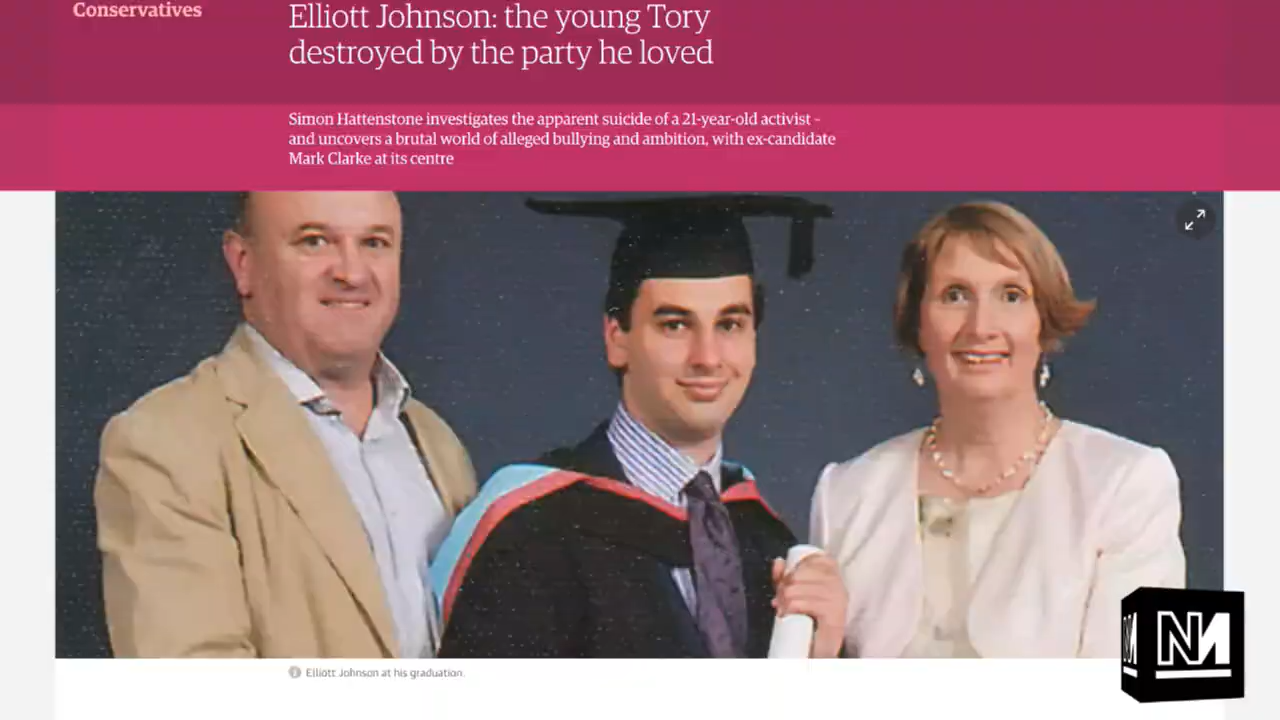 Conservatives
Elliott Johnson: the young Tory
destroyed by the party he loved
Simon Hattenstone investigates the apparent suicide of a 21-year-old activist –
and uncovers a brutal world of alleged bullying and ambition, with ex-candidate
Mark Clarke at its centre
Elliott Johnson at his graduation.
NM